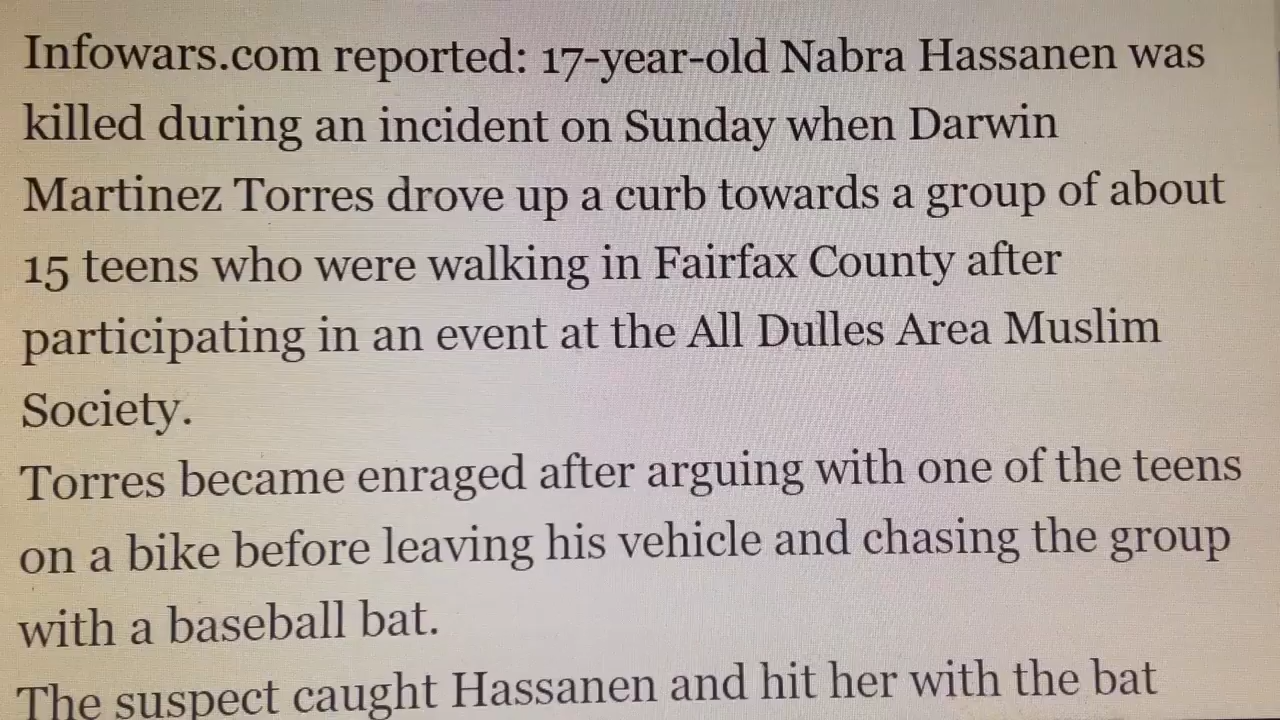 Infowars.com reported: 17-year-old Nabra Hassanen was
killed during an incident on Sunday when Darwin
Martinez Torres drove up a curb towards a group of about
15 teens who were walking in Fairfax County after
participating in an event at the All Dulles Area Muslim
Society.
Torres became enraged after arguing with one of the teens
on a bike before leaving his vehicle and chasing the group
with a baseball bat.
The suspect caught Hassanen and hit her with the bat